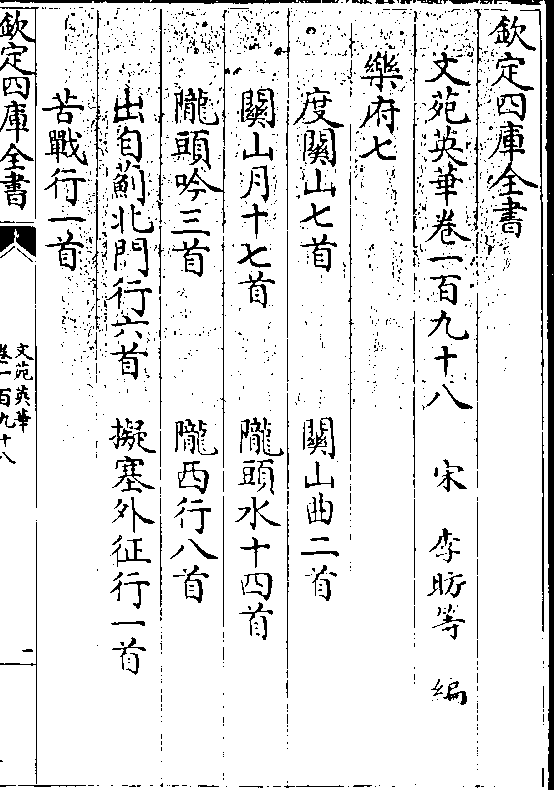 欽定四庫全書
文苑英華卷一百九十八　宋　李昉等　編
樂府七
度關山七首　關山曲二首
關山月十七首　隴頭水十四首
隴頭吟三首　隴西行八首
出自薊北門行六首　擬塞外征行一首
苦戰行一首
欽定四庫全書
文苑英華
卷一百九十八
一